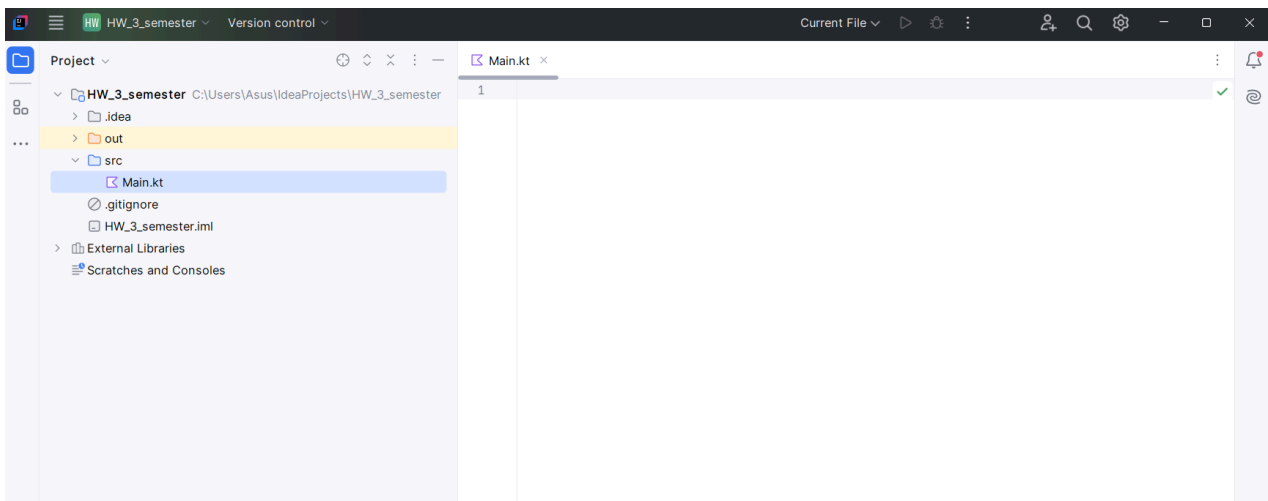 HW HW_3_semester Version control Current File
Project
Main.kt
HW_3_semester C:\Users\Asus\IdeaProjects\HW_3_semester
1
.idea
out
src
Main.kt
.gitignore
HW_3_semester.iml
External Libraries
Scratches and Consoles